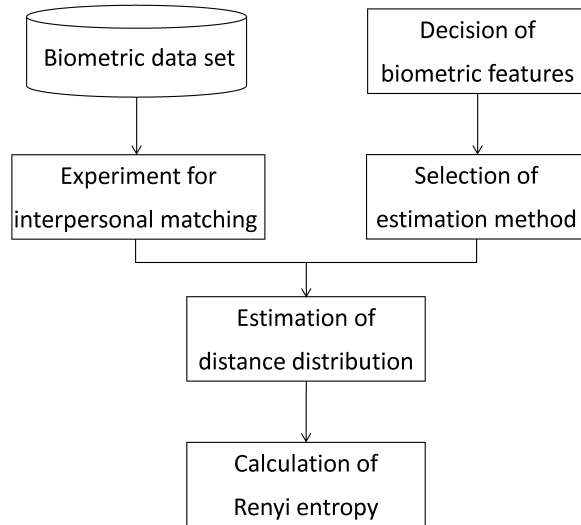 Biometric data set
Decision of
biometric features
Experiment for
interpersonal matching
Selection of
estimation method
Estimation of
distance distribution
Calculation of
Renyi entropy